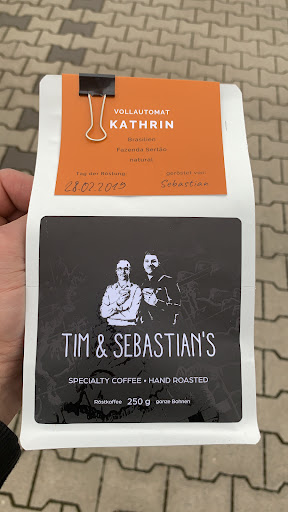 VOLLAUTOMAT
KATHRIN
Brasilien
Fazenda Sertão
natural
Tag der Röstung: geröstet von:
28.02.2019 Sebastian
TIM & SEBASTIAN'S
SPECIALTY COFFEE • HAND ROASTED
Röstkaffee 250 g ganze Bohnen